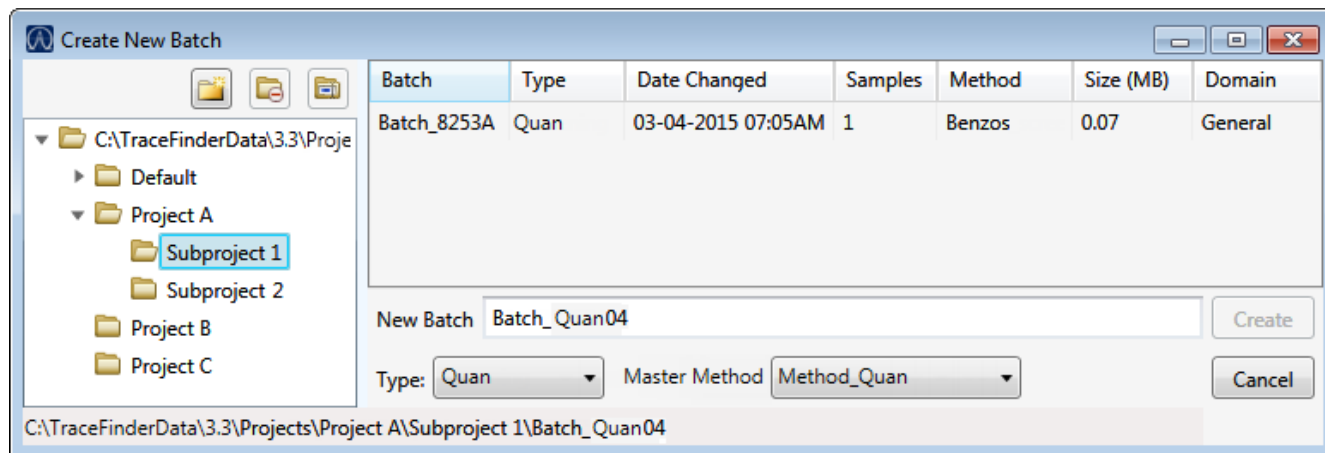 Create New Batch
Batch Type Date Changed Samples Method Size (MB) Domain
Batch_8253A Quan 03-04-2015 07:05AM 1 Benzos 0.07 General
C:\TraceFinderData\3.3\Proje
Default
Project A
Subproject 1
Subproject 2
Project B
Project C
New Batch Batch_Quan04 Create
Type: Quan Master Method Method_Quan Cancel
C:\TraceFinderData\3.3\Projects\Project A\Subproject 1\Batch_Quan04